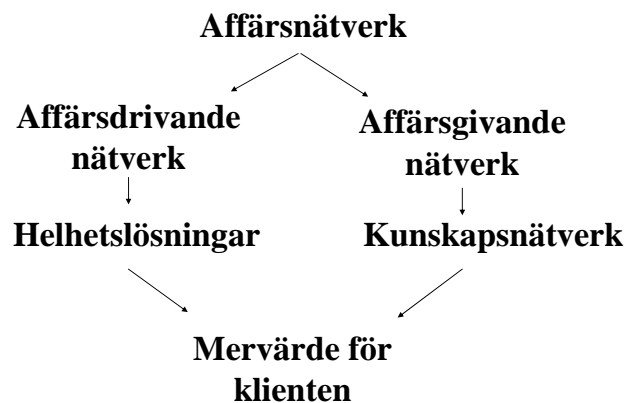 Affärsnätverk
Affärsdrivande
nätverk
Affärsgivande
nätverk
Helhetslösningar
Kunskapsnätverk
Mervärde för
klienten